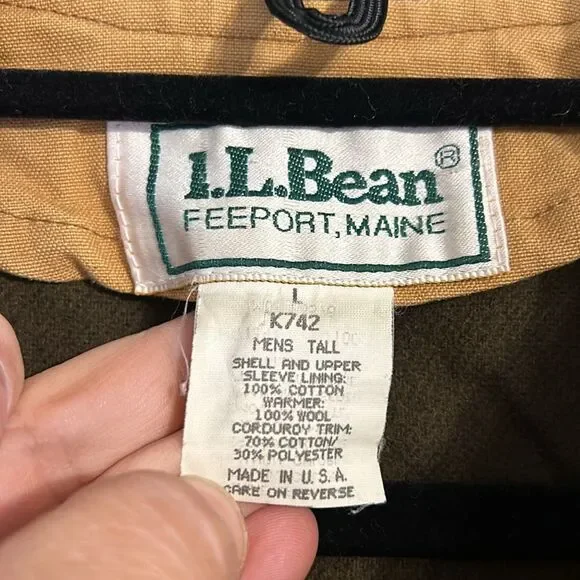 1.L.Bean®
FEEPORT, MAINE
L
K742
MENS TALL
SHELL AND UPPER
SLEEVE LINING:
100% COTTON
WARMER:
100% WOOL
CORDUROY TRIM:
70% COTTON/
30% POLYESTER
MADE IN U.S.A.
CARE ON REVERSE